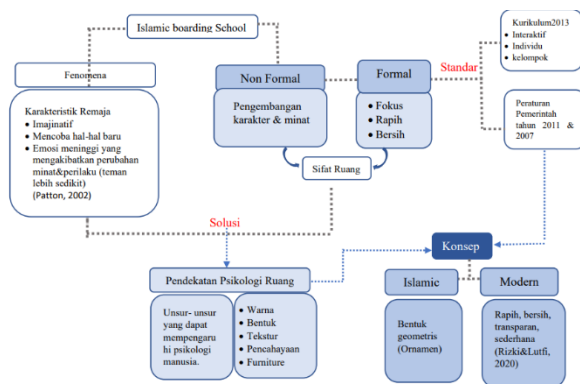 Islamic boarding School
Kurikulum2013
• Interaktif
• Individu
• kelompok
Fenomena
Non Formal
Formal
Standar
Karakteristik Remaja
• Imajinatif
• Mencoba hal-hal baru
• Emosi meninggi yang
mengakibatkan perubahan
minat&perilaku (teman
lebih sedikit)
(Patton, 2002)
Pengembangan
karakter & minat
• Fokus
• Rapih
• Bersih
Peraturan
Pemerintah
tahun 2011 &
2007
Sifat Ruang
Solusi
Konsep
Pendekatan Psikologi Ruang
Unsur- unsur
yang dapat
mempengaru
hi psikologi
manusia.
• Warna
• Bentuk
• Tekstur
• Pencahayaan
• Furniture
Islamic
Modern
Bentuk
geometris
(Ornamen)
Rapih, bersih,
transparan,
sederhana
(Rizki&Lutfi,
2020)